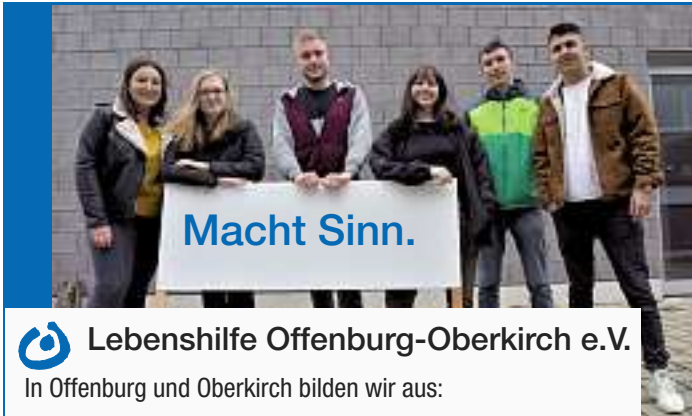 Macht Sinn.
Lebenshilfe Offenburg-Oberkirch e.V.
In Offenburg und Oberkirch bilden wir aus: